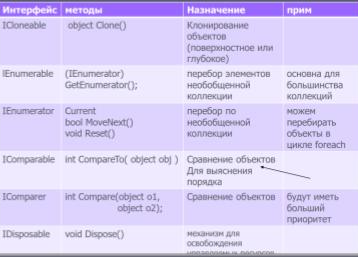 Интерфейс методы Назначение прим
ICloneable object Clone() Клонирование
объектов
(поверхностное или
глубокое)
IEnumerable (IEnumerator) перебор элементов основна для
GetEnumerator(); необобщенной большинства
коллекции коллекций
IEnumerator Current перебор по можем
bool MoveNext() необобщенной перебирать
void Reset() коллекции объекты в
цикле foreach
IComparable int CompareTo( object obj ) Сравнение объектов
Для выяснения
порядка
IComparer int Compare(object o1, Сравнение объектов будут иметь
object o2); больший
приоритет
IDisposable void Dispose() механизм для
освобождения
управляемых ресурсов